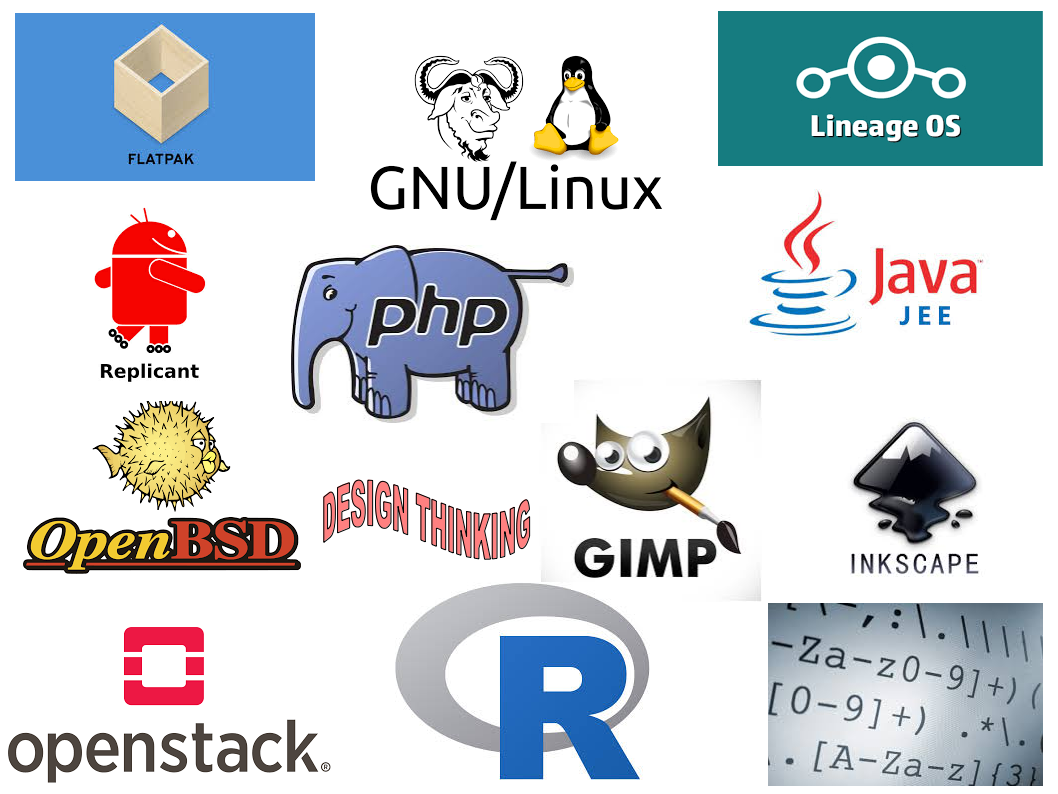 FLATPAK
GNU/Linux
Lineage OS
Replicant
php
Java™
JEE
OpenBSD
DESIGN THINKING
GIMP
INKSCAPE
openstack®
R
-Za-z0-9]+)(
[0-9]+) .*\.
\.[A-Za-z]{3}